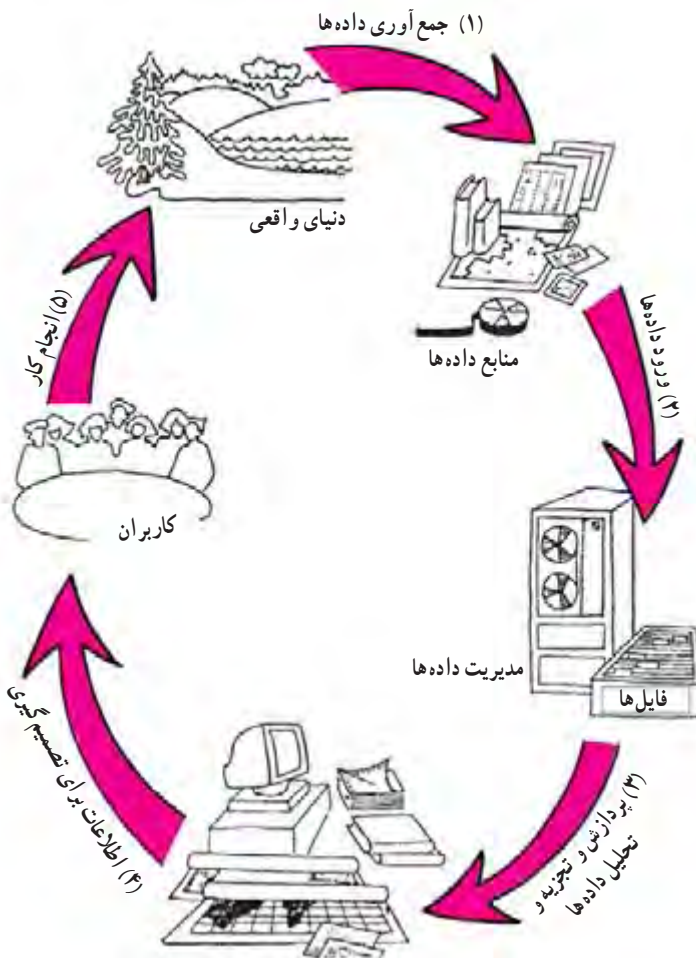 (۱) جمع آوری داده‌ها
دنیای واقعی
منابع داده‌ها
(۲) ورود داده‌ها
مدیریت داده‌ها
فایل‌ها
(۳) پردازش و تجزیه و
تحلیل داده‌ها
(۴) اطلاعات برای تصمیم گیری
کاربران
(۵) انجام کار